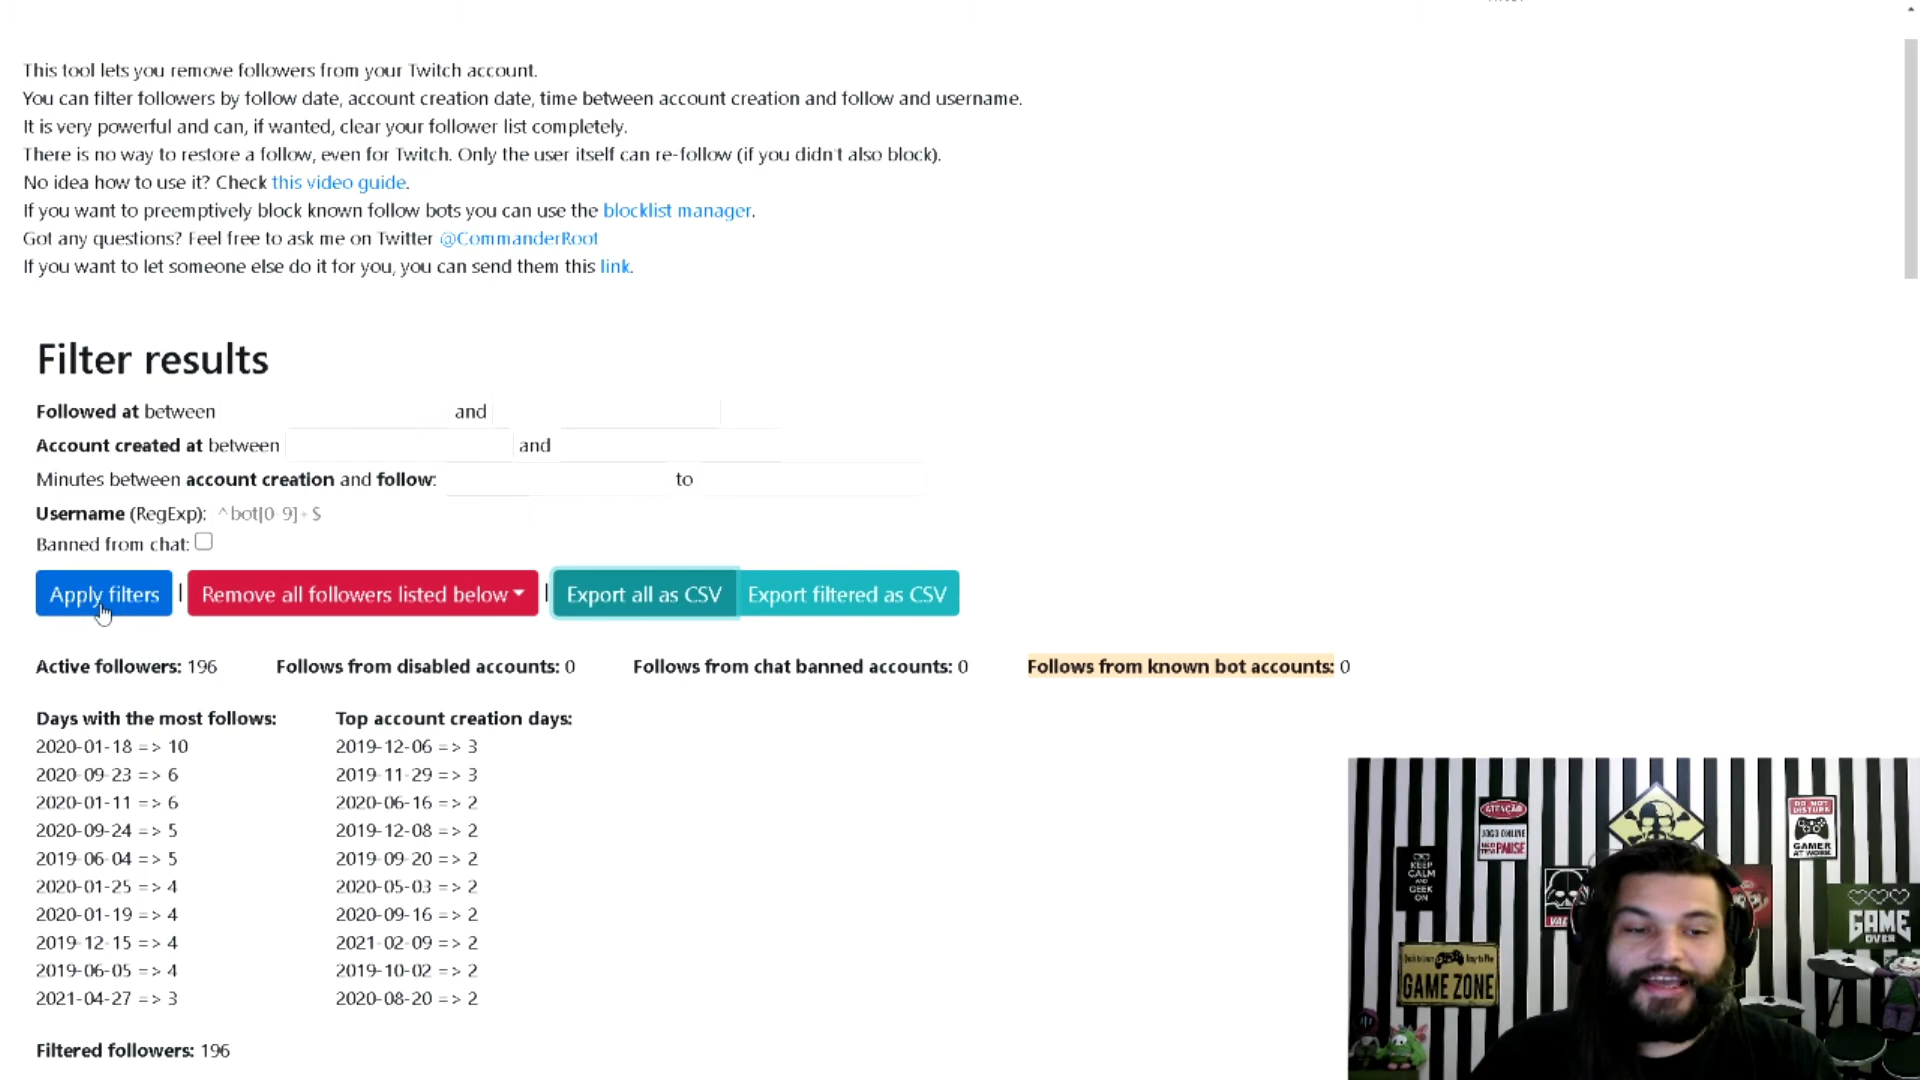 This tool lets you remove followers from your Twitch account.
You can filter followers by follow date, account creation date, time between account creation and follow and username.
It is very powerful and can, if wanted, clear your follower list completely.
There is no way to restore a follow, even for Twitch. Only the user itself can re-follow (if you didn't also block).
No idea how to use it? Check this video guide.
If you want to preemptively block known follow bots you can use the blocklist manager.
Got any questions? Feel free to ask me on Twitter @CommanderRoot
If you want to let someone else do it for you, you can send them this link.
Filter results
Followed at between and
Account created at between and
Minutes between account creation and follow: to
Username (RegExp): ^bot[0-9]+$
Banned from chat:
Apply filters | Remove all followers listed below | Export all as CSV Export filtered as CSV
Active followers: 196 Follows from disabled accounts: 0 Follows from chat banned accounts: 0 Follows from known bot accounts: 0
Days with the most follows:
2020-01-18 => 10
2020-09-23 => 6
2020-01-11 => 6
2020-09-24 => 5
2019-06-04 => 5
2020-01-25 => 4
2020-01-19 => 4
2019-12-15 => 4
2019-06-05 => 4
2021-04-27 => 3
Top account creation days:
2019-12-06 => 3
2019-11-29 => 3
2020-06-16 => 2
2019-12-08 => 2
2019-09-20 => 2
2020-05-03 => 2
2020-09-16 => 2
2021-02-09 => 2
2019-10-02 => 2
2020-08-20 => 2
Filtered followers: 196
ATENÇÃO
JOGO ONLINE
NÃO TEM PAUSE
DO NOT
DISTURB
GAMER
AT WORK
KEEP
CALM
AND
GEEK
ON
GAME ZONE
GAME
OVER